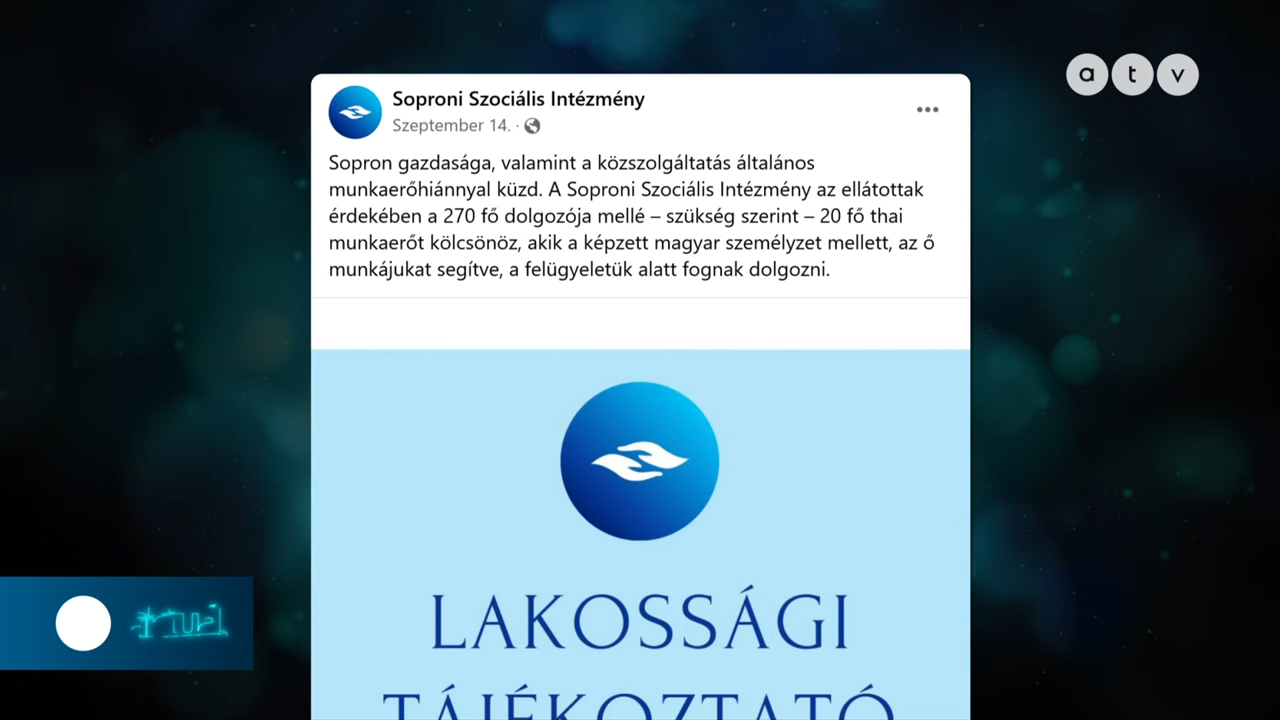 a t v
Soproni Szociális Intézmény
Szeptember 14. ·
Sopron gazdasága, valamint a közszolgáltatás általános
munkaerőhiánnyal küzd. A Soproni Szociális Intézmény az ellátottak
érdekében a 270 fő dolgozója mellé – szükség szerint – 20 fő thai
munkaerőt kölcsönöz, akik a képzett magyar személyzet mellett, az ő
munkájukat segítve, a felügyeletük alatt fognak dolgozni.
LAKOSSÁGI
TÁJÉKOZTATÓ